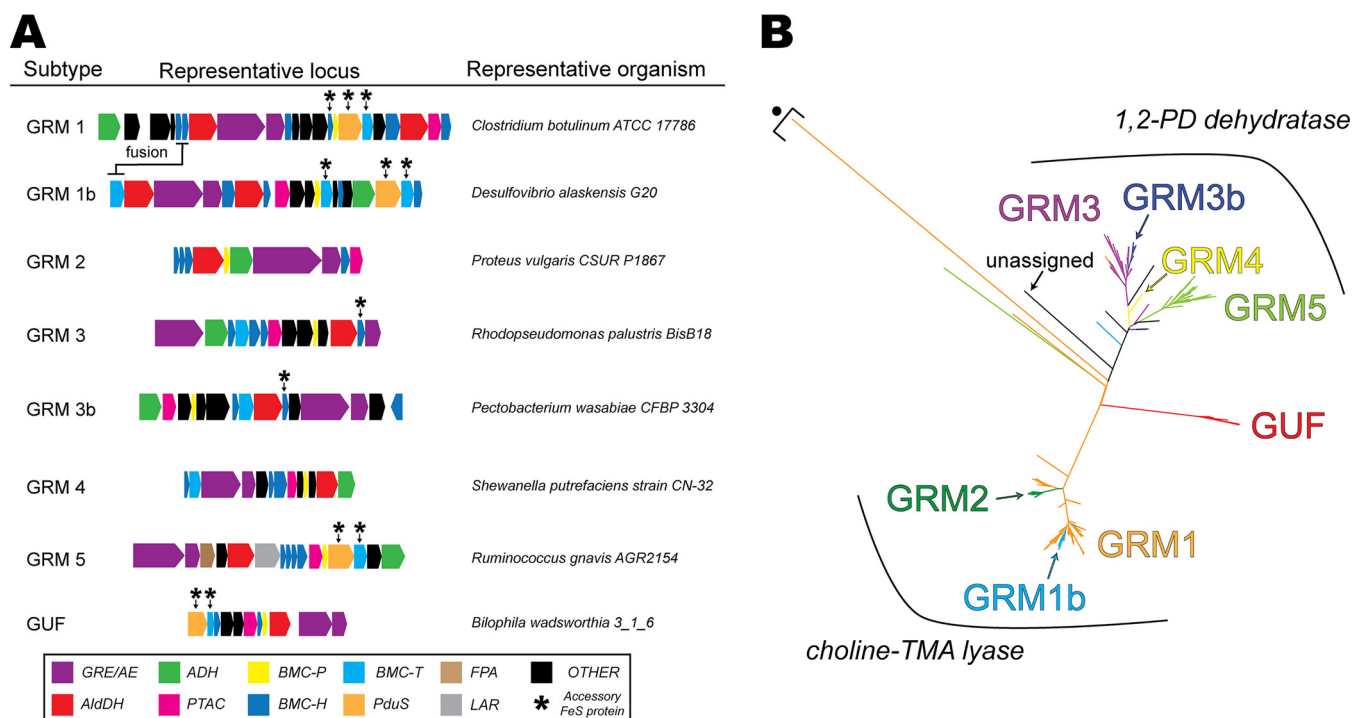 A
Subtype Representative locus Representative organism
* * *
GRM 1 Clostridium botulinum ATCC 17786
fusion
* * *
GRM 1b Desulfovibrio alaskensis G20
GRM 2 Proteus vulgaris CSUR P1867
*
GRM 3 Rhodopseudomonas palustris BisB18
*
GRM 3b Pectobacterium wasabiae CFBP 3304
GRM 4 Shewanella putrefaciens strain CN-32
* *
GRM 5 Ruminococcus gnavis AGR2154
* *
GUF Bilophila wadsworthia 3_1_6
GRE/AE ADH BMC-P BMC-T FPA OTHER
AldDH PTAC BMC-H PduS LAR * Accessory
FeS protein
B
1,2-PD dehydratase
GRM3 GRM3b
unassigned
GRM4
GRM5
GUF
GRM2
GRM1
GRM1b
choline-TMA lyase